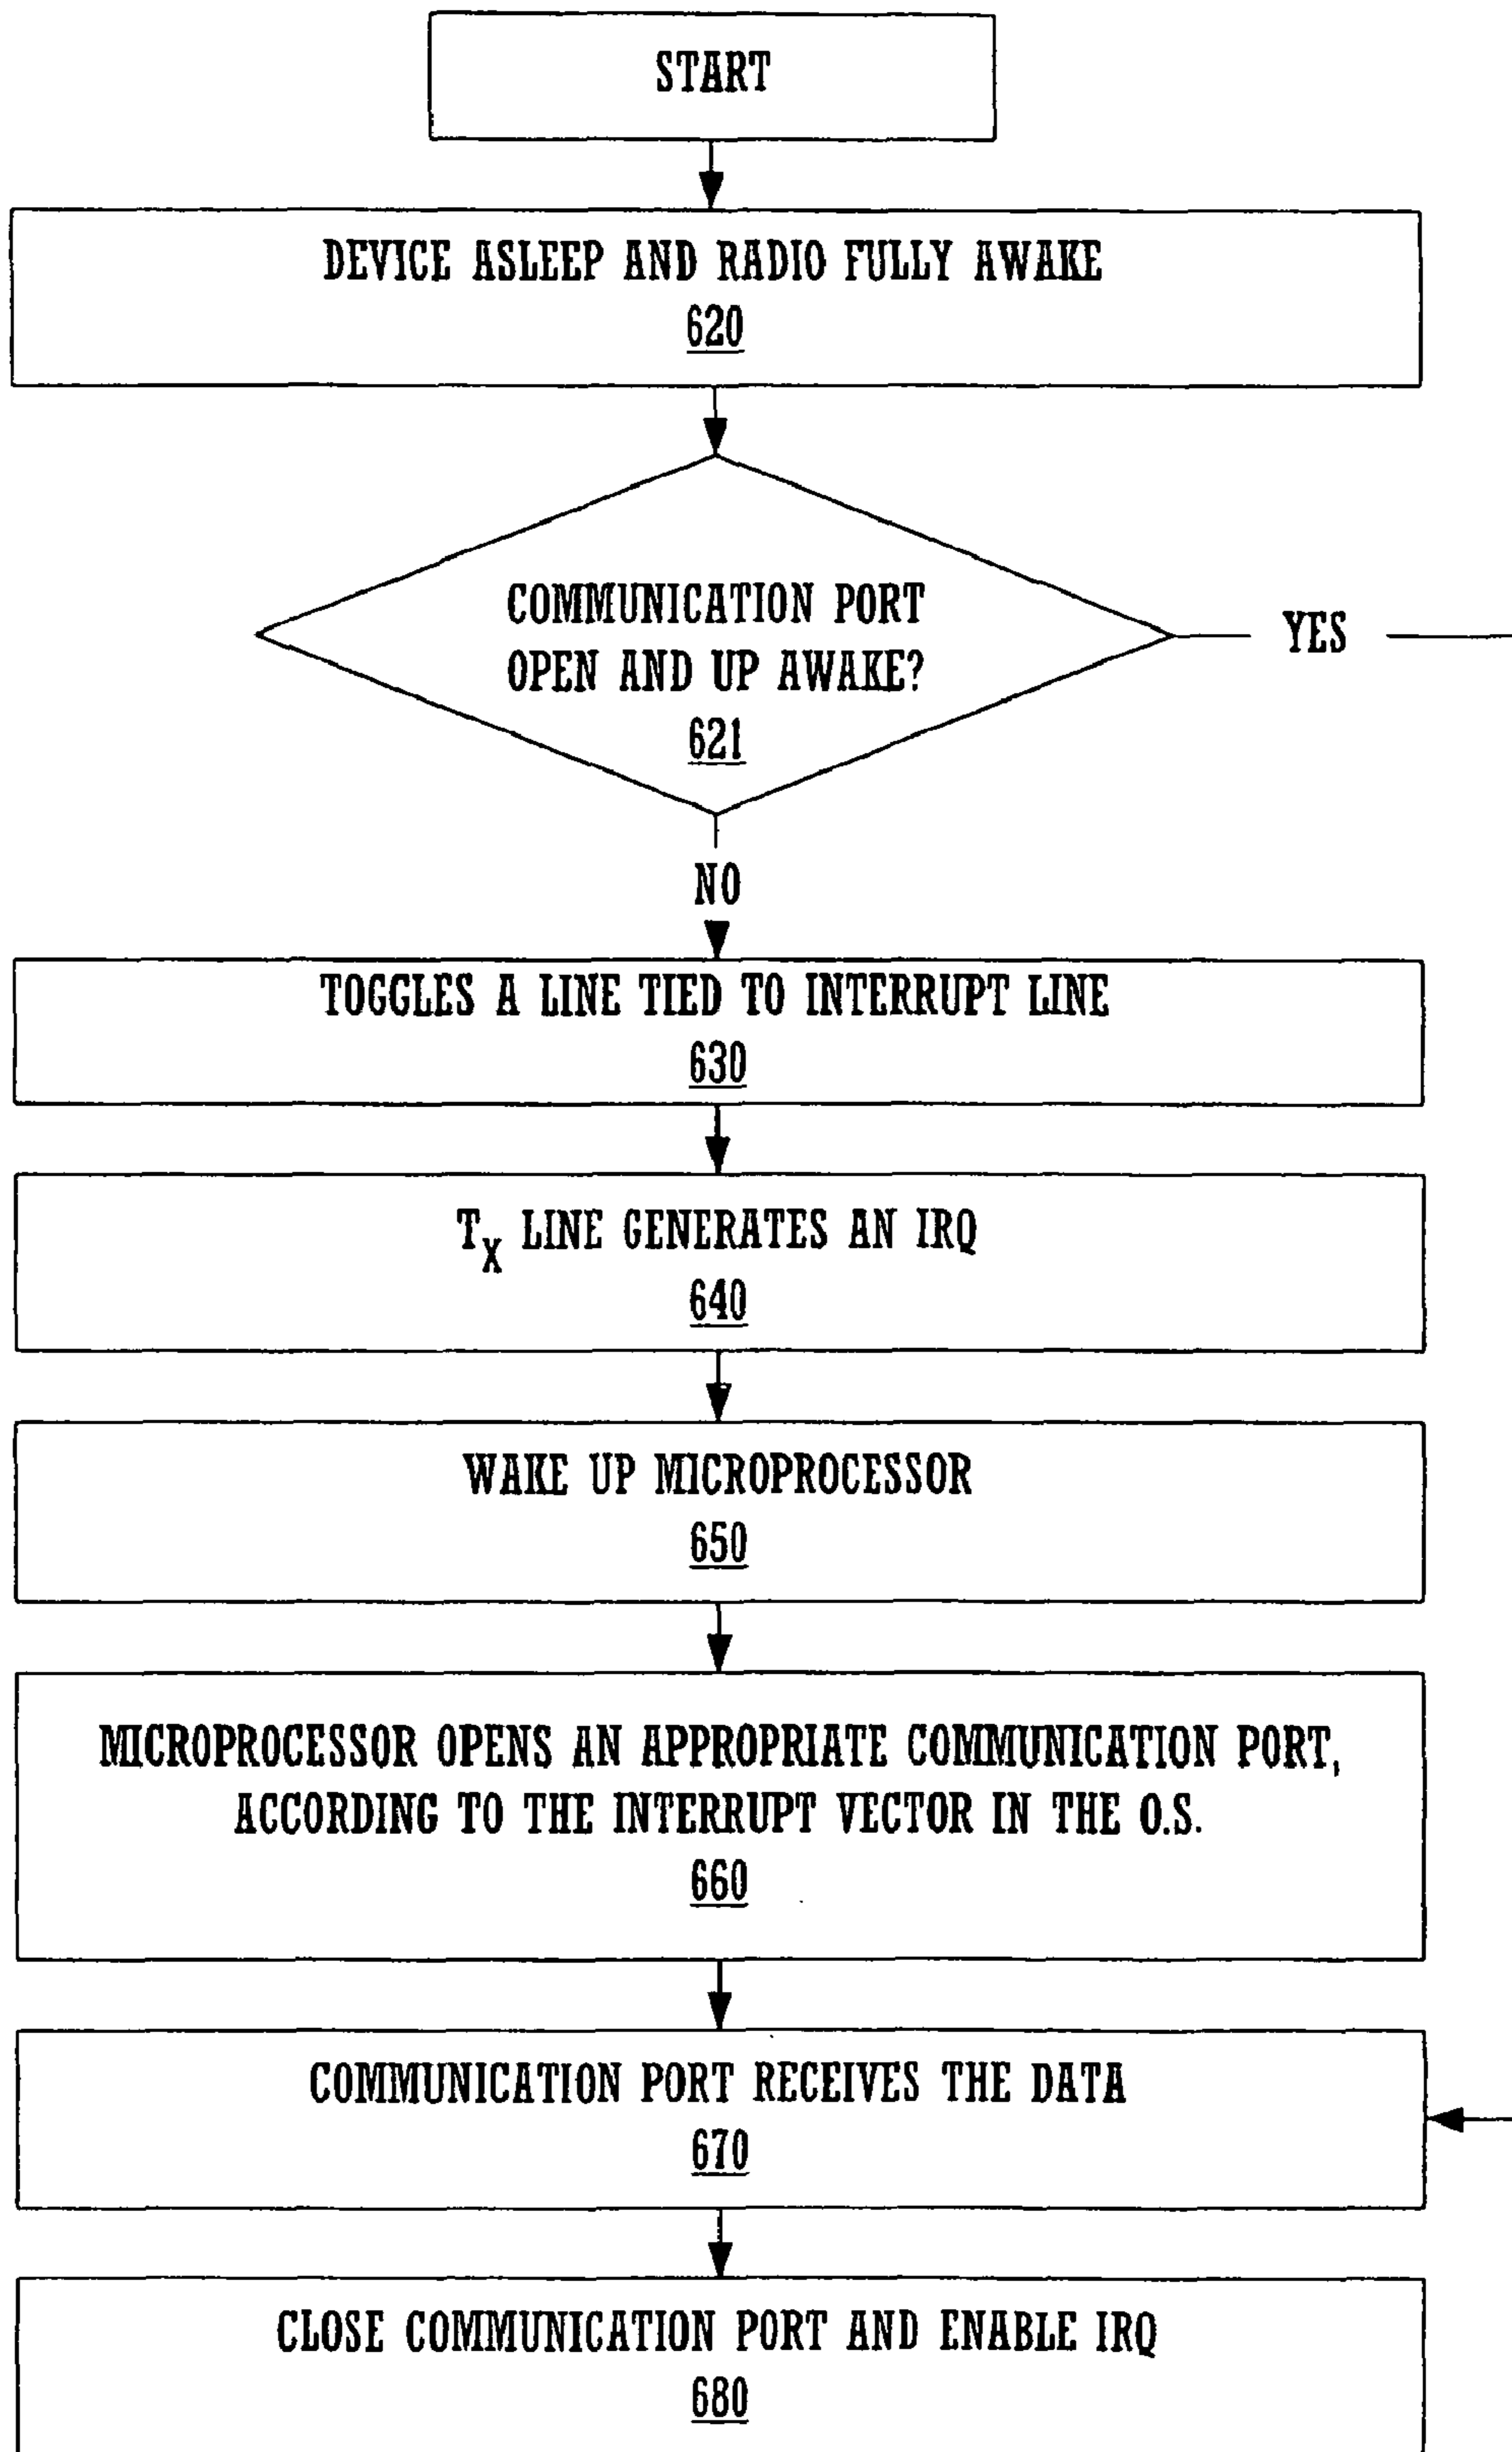 START
DEVICE ASLEEP AND RADIO FULLY AWAKE
620
COMMUNICATION PORT
OPEN AND UP AWAKE?
621
YES
NO
TOGGLES A LINE TIED TO INTERRUPT LINE
630
TX LINE GENERATES AN IRQ
640
WAKE UP MICROPROCESSOR
650
MICROPROCESSOR OPENS AN APPROPRIATE COMMUNICATION PORT,
ACCORDING TO THE INTERRUPT VECTOR IN THE O.S.
660
COMMUNICATION PORT RECEIVES THE DATA
670
CLOSE COMMUNICATION PORT AND ENABLE IRQ
680